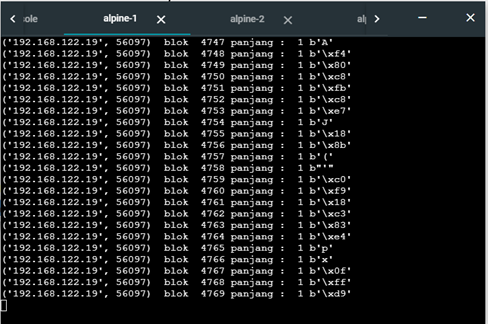 ole alpine-1 alpine-2 al
('192.168.122.19', 56097)  blok  4747 panjang :  1 b'A'
('192.168.122.19', 56097)  blok  4748 panjang :  1 b'\xf4'
('192.168.122.19', 56097)  blok  4749 panjang :  1 b'\x80'
('192.168.122.19', 56097)  blok  4750 panjang :  1 b'\xc8'
('192.168.122.19', 56097)  blok  4751 panjang :  1 b'\xfb'
('192.168.122.19', 56097)  blok  4752 panjang :  1 b'\xc8'
('192.168.122.19', 56097)  blok  4753 panjang :  1 b'\xe7'
('192.168.122.19', 56097)  blok  4754 panjang :  1 b'J'
('192.168.122.19', 56097)  blok  4755 panjang :  1 b'\x18'
('192.168.122.19', 56097)  blok  4756 panjang :  1 b'\x8b'
('192.168.122.19', 56097)  blok  4757 panjang :  1 b'('
('192.168.122.19', 56097)  blok  4758 panjang :  1 b"'"
('192.168.122.19', 56097)  blok  4759 panjang :  1 b'\xc0'
('192.168.122.19', 56097)  blok  4760 panjang :  1 b'\xf9'
('192.168.122.19', 56097)  blok  4761 panjang :  1 b'\x18'
('192.168.122.19', 56097)  blok  4762 panjang :  1 b'\xc3'
('192.168.122.19', 56097)  blok  4763 panjang :  1 b'\x83'
('192.168.122.19', 56097)  blok  4764 panjang :  1 b'\xe4'
('192.168.122.19', 56097)  blok  4765 panjang :  1 b'p'
('192.168.122.19', 56097)  blok  4766 panjang :  1 b'x'
('192.168.122.19', 56097)  blok  4767 panjang :  1 b'\x0f'
('192.168.122.19', 56097)  blok  4768 panjang :  1 b'\xff'
('192.168.122.19', 56097)  blok  4769 panjang :  1 b'\xd9'